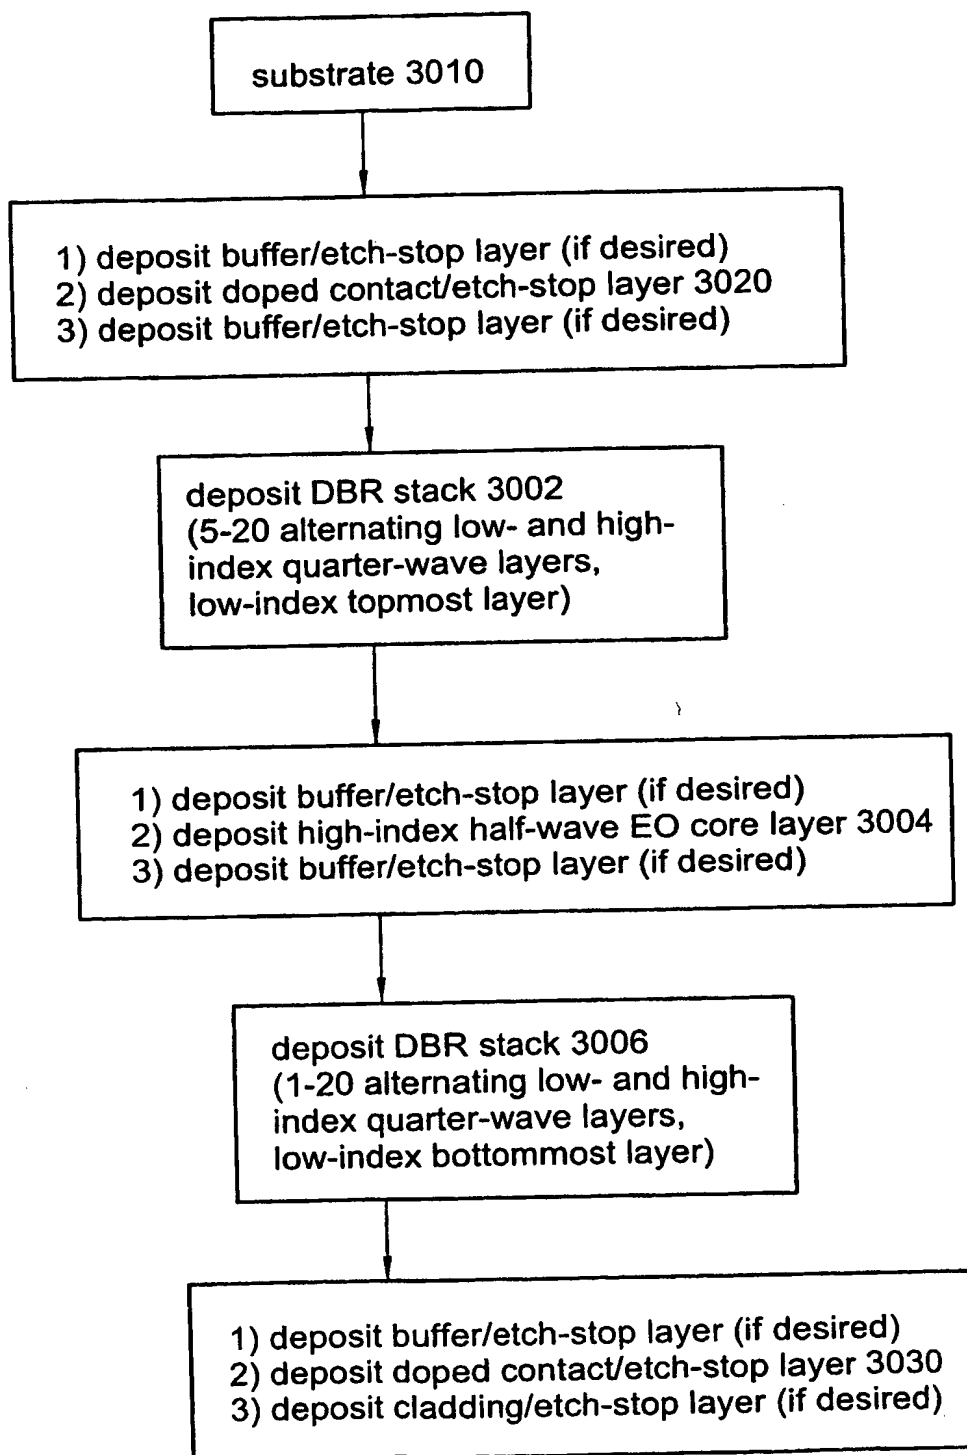 substrate 3010
1) deposit buffer/etch-stop layer (if desired)
2) deposit doped contact/etch-stop layer 3020
3) deposit buffer/etch-stop layer (if desired)
deposit DBR stack 3002
(5-20 alternating low- and high-
index quarter-wave layers,
low-index topmost layer)
1) deposit buffer/etch-stop layer (if desired)
2) deposit high-index half-wave EO core layer 3004
3) deposit buffer/etch-stop layer (if desired)
deposit DBR stack 3006
(1-20 alternating low- and high-
index quarter-wave layers,
low-index bottommost layer)
1) deposit buffer/etch-stop layer (if desired)
2) deposit doped contact/etch-stop layer 3030
3) deposit cladding/etch-stop layer (if desired)